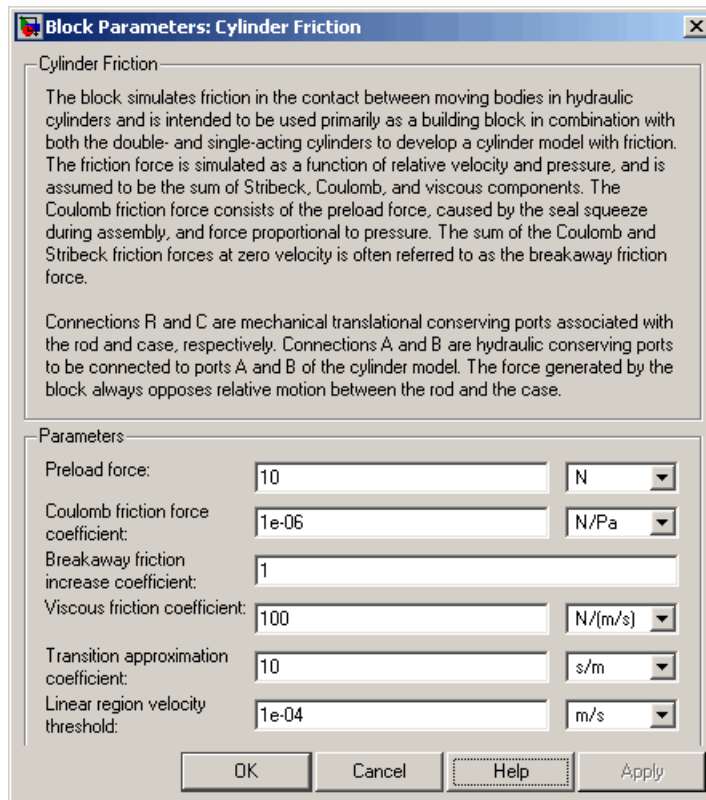 Block Parameters: Cylinder Friction
Cylinder Friction
The block simulates friction in the contact between moving bodies in hydraulic
cylinders and is intended to be used primarily as a building block in combination with
both the double- and single-acting cylinders to develop a cylinder model with friction.
The friction force is simulated as a function of relative velocity and pressure, and is
assumed to be the sum of Stribeck, Coulomb, and viscous components. The
Coulomb friction force consists of the preload force, caused by the seal squeeze
during assembly, and force proportional to pressure. The sum of the Coulomb and
Stribeck friction forces at zero velocity is often referred to as the breakaway friction
force.
Connections R and C are mechanical translational conserving ports associated with
the rod and case, respectively. Connections A and B are hydraulic conserving ports
to be connected to ports A and B of the cylinder model. The force generated by the
block always opposes relative motion between the rod and the case.
Parameters
Preload force: 10 N
Coulomb friction force
coefficient: 1e-06 N/Pa
Breakaway friction
increase coefficient: 1
Viscous friction coefficient: 100 N/(m/s)
Transition approximation
coefficient: 10 s/m
Linear region velocity
threshold: 1e-04 m/s
OK Cancel Help Apply